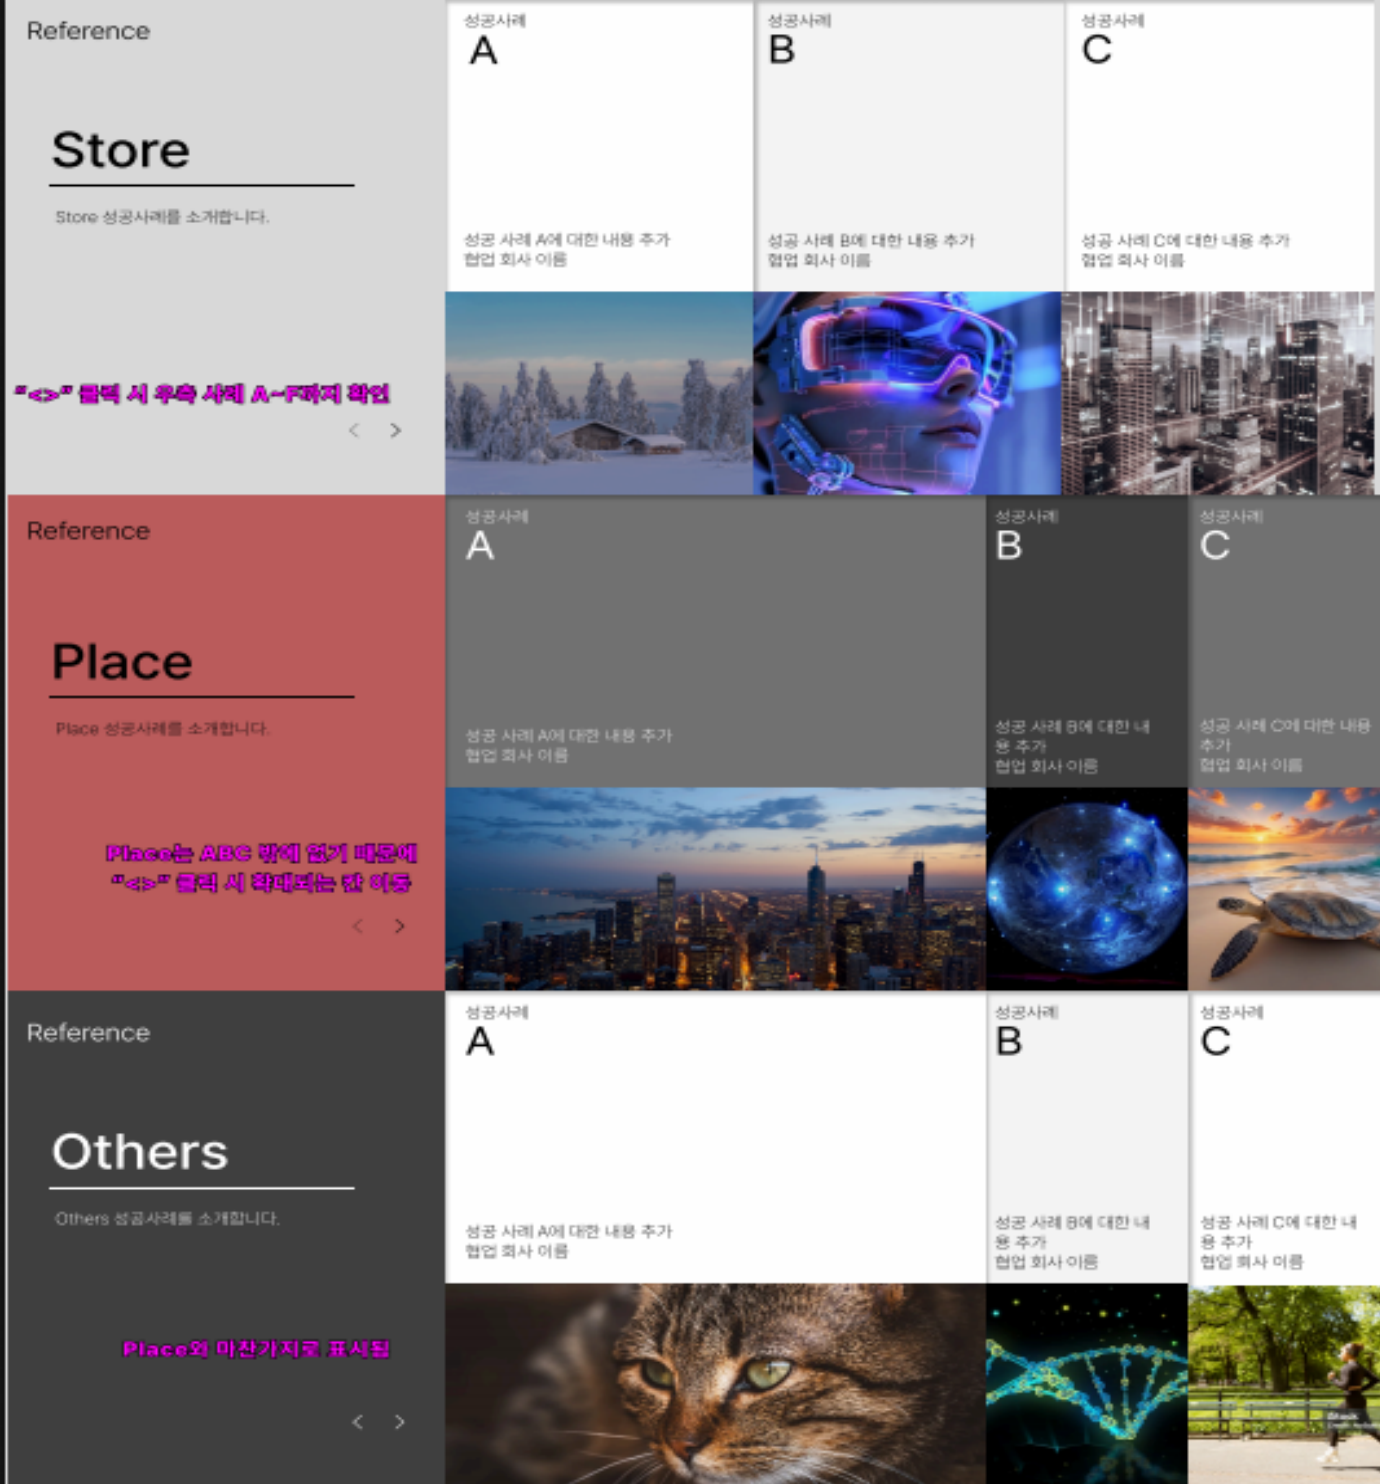 Reference
Store
Store 성공사례를 소개합니다.
“<>” 클릭 시 우측 사례 A~F까지 확인
< >
성공사례
A
성공 사례 A에 대한 내용 추가
협업 회사 이름
성공사례
B
성공 사례 B에 대한 내용 추가
협업 회사 이름
성공사례
C
성공 사례 C에 대한 내용 추가
협업 회사 이름
Reference
Place
Place 성공사례를 소개합니다.
Place는 ABC 밖에 없기 때문에
“<>” 클릭 시 확대되는 칸 이동
< >
성공사례
A
성공 사례 A에 대한 내용 추가
협업 회사 이름
성공사례
B
성공 사례 B에 대한 내
용 추가
협업 회사 이름
성공사례
C
성공 사례 C에 대한 내용
추가
협업 회사 이름
Reference
Others
Others 성공사례를 소개합니다.
Place와 마찬가지로 표시됨
< >
성공사례
A
성공 사례 A에 대한 내용 추가
협업 회사 이름
성공사례
B
성공 사례 B에 대한 내
용 추가
협업 회사 이름
성공사례
C
성공 사례 C에 대한 내
용 추가
협업 회사 이름
iStock